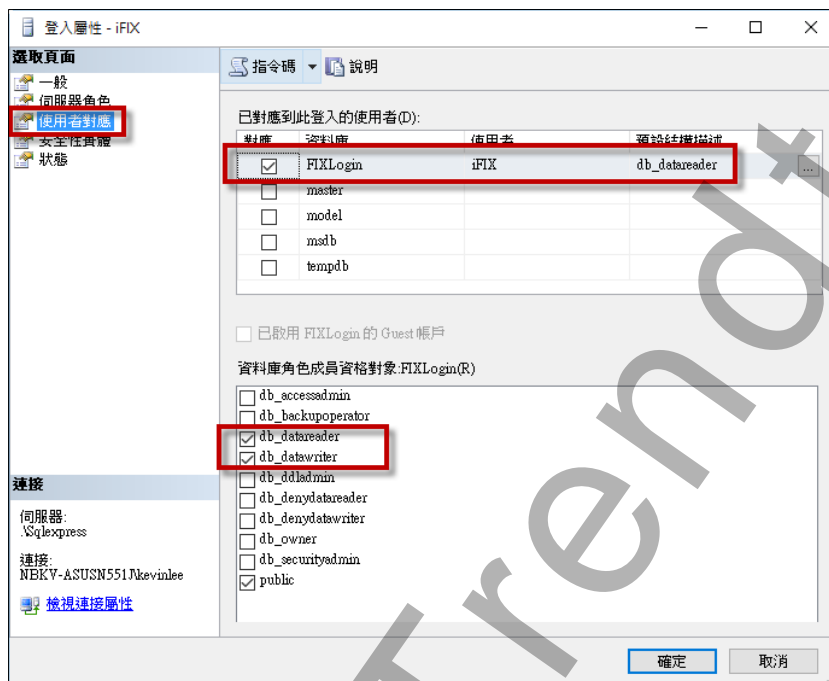 登入屬性 - iFIX
選取頁面
一般
伺服器角色
使用者對應
安全性實體
狀態
指令碼 說明
已對應到此登入的使用者(D):
對應 資料庫 使用者 預設結構描述
FIXLogin iFIX db_datareader ...
master
model
msdb
tempdb
已啟用 FIXLogin 的 Guest 帳戶
資料庫角色成員資格對象:FIXLogin(R)
db_accessadmin
db_backupoperator
db_datareader
db_datawriter
db_ddladmin
db_denydatareader
db_denydatawriter
db_owner
db_securityadmin
public
連接
伺服器:
.\Sqlexpress
連接:
NBKV-ASUSN551J\kevinlee
檢視連接屬性
確定 取消
Trendt